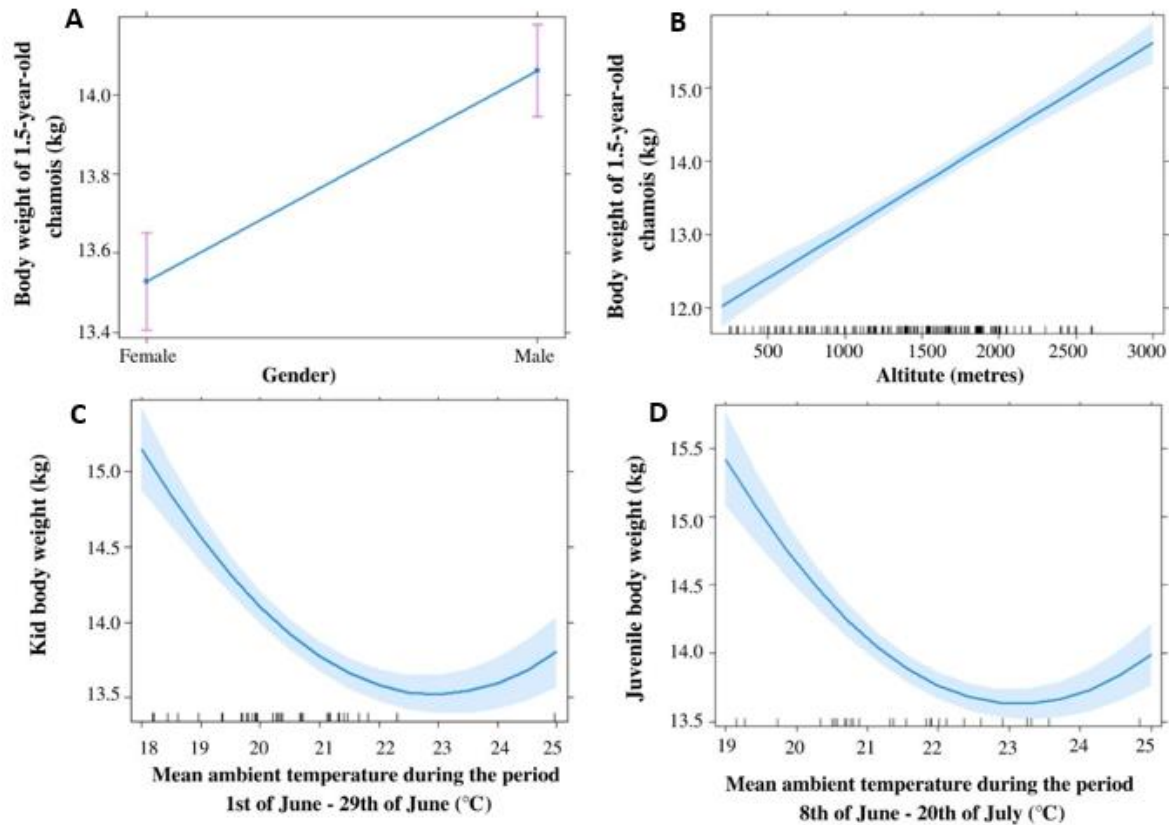 A
Body weight of 1.5-year-old
chamois (kg)
14.0
13.8
13.6
13.4
Female
Male
Gender)
B
Body weight of 1.5-year-old
chamois (kg)
15.0
14.0
13.0
12.0
500
1000
1500
2000
2500
3000
Altitute (metres)
C
Kid body weight (kg)
15.0
14.5
14.0
13.5
18
19
20
21
22
23
24
25
Mean ambient temperature during the period
1st of June - 29th of June (°C)
D
Juvenile body weight (kg)
15.5
15.0
14.5
14.0
13.5
19
20
21
22
23
24
25
Mean ambient temperature during the period
8th of June - 20th of July (°C)